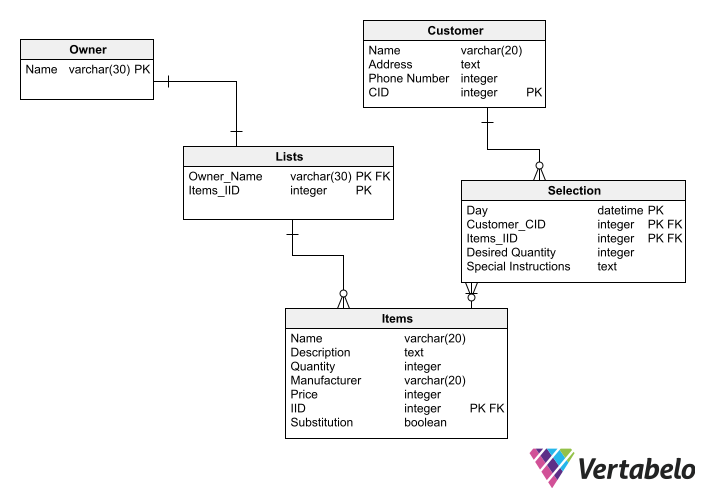 Owner
Name varchar(30) PK
Customer
Name varchar(20)
Address text
Phone Number integer
CID integer PK
Lists
Owner_Name varchar(30) PK FK
Items_IID integer PK
Selection
Day datetime PK
Customer_CID integer PK FK
Items_IID integer PK FK
Desired Quantity integer
Special Instructions text
Items
Name varchar(20)
Description text
Quantity integer
Manufacturer varchar(20)
Price integer
IID integer PK FK
Substitution boolean
Vertabelo